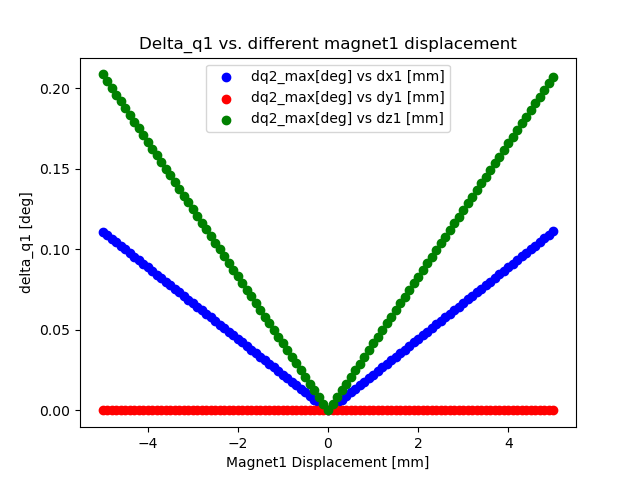 Delta_q1 vs. different magnet1 displacement
dq2_max[deg] vs dx1 [mm]
dq2_max[deg] vs dy1 [mm]
dq2_max[deg] vs dz1 [mm]
delta_q1 [deg]
0.20
0.15
0.10
0.05
0.00
−4
−2
0
2
4
Magnet1 Displacement [mm]